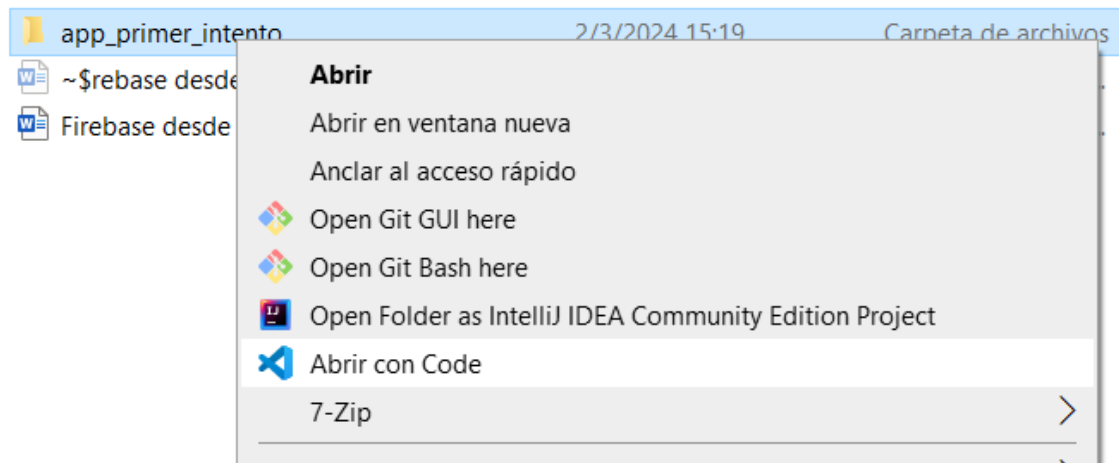 app_primer_intento 2/3/2024 15:19 Carpeta de archivos
~$rebase desde
Firebase desde
Abrir
Abrir en ventana nueva
Anclar al acceso rápido
Open Git GUI here
Open Git Bash here
Open Folder as IntelliJ IDEA Community Edition Project
Abrir con Code
7-Zip